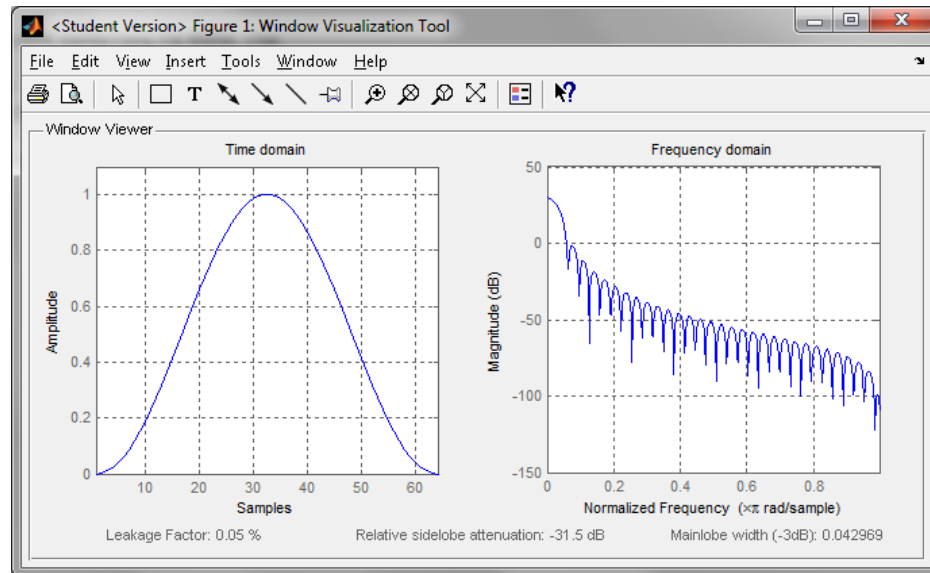 <Student Version> Figure 1: Window Visualization Tool
File Edit View Insert Tools Window Help
T
Window Viewer
Time domain
Amplitude
1
0.8
0.6
0.4
0.2
0
10 20 30 40 50 60
Samples
Frequency domain
Magnitude (dB)
50
0
-50
-100
-150
0 0.2 0.4 0.6 0.8
Normalized Frequency (×π rad/sample)
Leakage Factor: 0.05 %
Relative sidelobe attenuation: -31.5 dB
Mainlobe width (-3dB): 0.042969